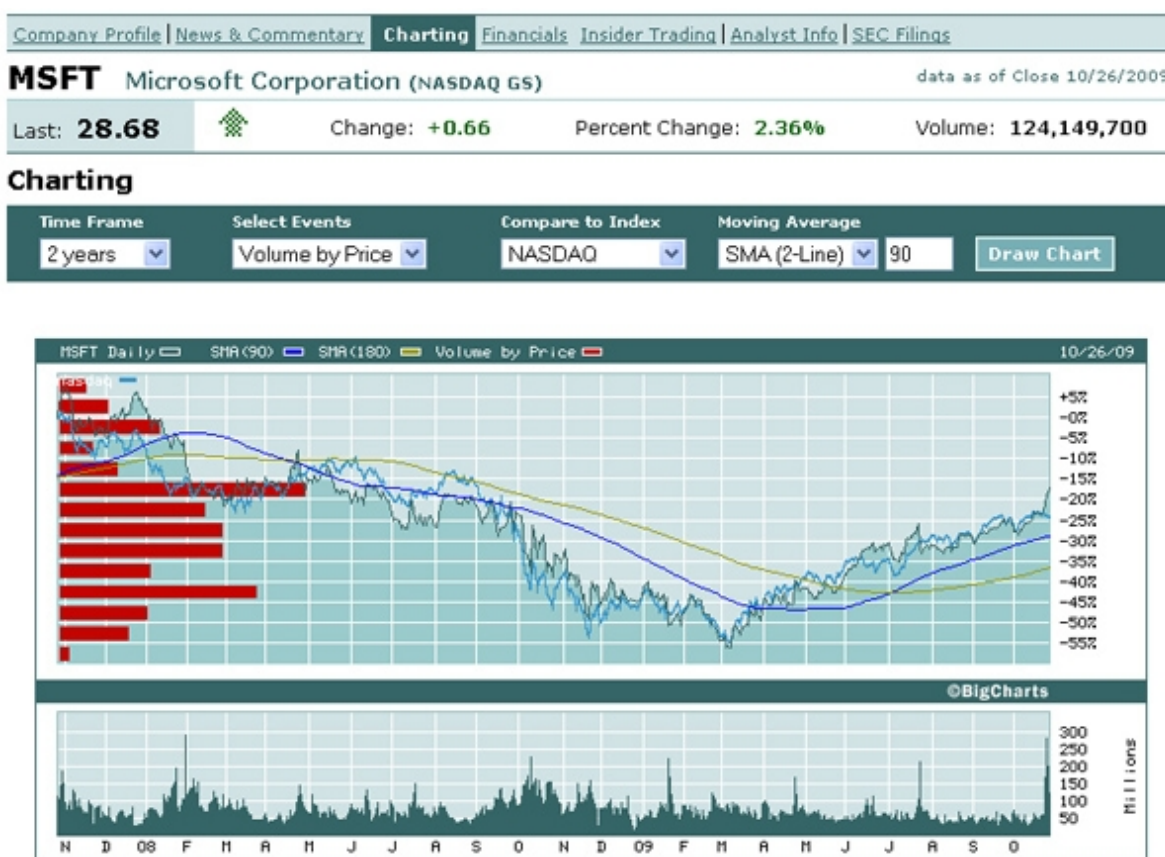 Company Profile | News & Commentary Charting Financials Insider Trading | Analyst Info | SEC Filings
MSFT Microsoft Corporation (NASDAQ GS) data as of Close 10/26/2009
Last: 28.68 Change: +0.66 Percent Change: 2.36% Volume: 124,149,700
Charting
Time Frame Select Events Compare to Index Moving Average
2 years Volume by Price NASDAQ SMA (2-Line) 90 Draw Chart
MSFT Daily SMA(90) SMA(180) Volume by Price 10/26/09
Nasdaq
+5%
-0%
-5%
-10%
-15%
-20%
-25%
-30%
-35%
-40%
-45%
-50%
-55%
©BigCharts
300
250
200
150
100
50
Millions
N D 08 F M A M J J A S O N D 09 F M A M J J A S O